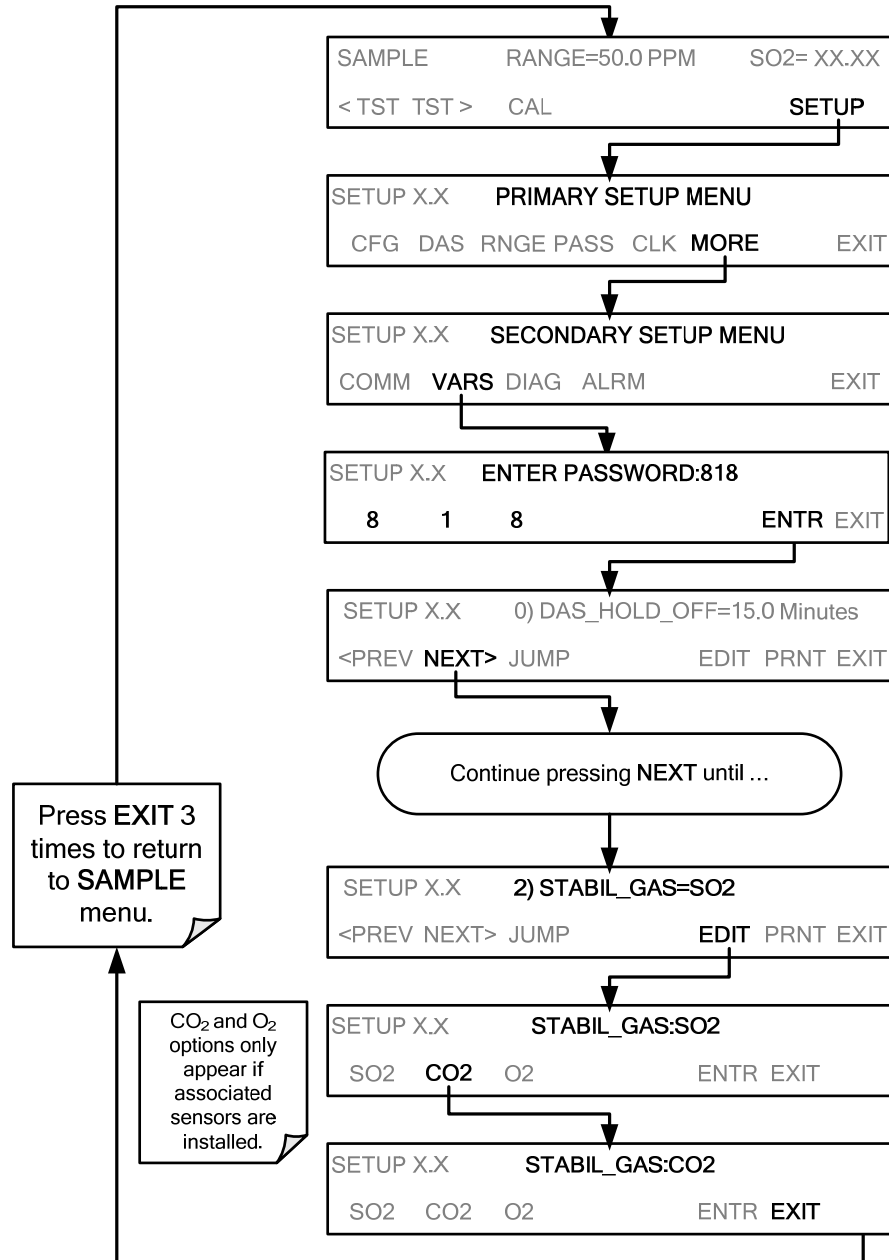 SAMPLE RANGE=50.0 PPM SO2= XX.XX
< TST TST > CAL SETUP
SETUP X.X PRIMARY SETUP MENU
CFG DAS RNGE PASS CLK MORE EXIT
SETUP X.X SECONDARY SETUP MENU
COMM VARS DIAG ALRM EXIT
SETUP X.X ENTER PASSWORD:818
8 1 8 ENTR EXIT
SETUP X.X 0) DAS_HOLD_OFF=15.0 Minutes
<PREV NEXT> JUMP EDIT PRNT EXIT
Continue pressing NEXT until ...
Press EXIT 3
times to return
to SAMPLE
menu.
SETUP X.X 2) STABIL_GAS=SO2
<PREV NEXT> JUMP EDIT PRNT EXIT
CO₂ and O₂
options only
appear if
associated
sensors are
installed.
SETUP X.X STABIL_GAS:SO2
SO2 CO2 O2 ENTR EXIT
SETUP X.X STABIL_GAS:CO2
SO2 CO2 O2 ENTR EXIT